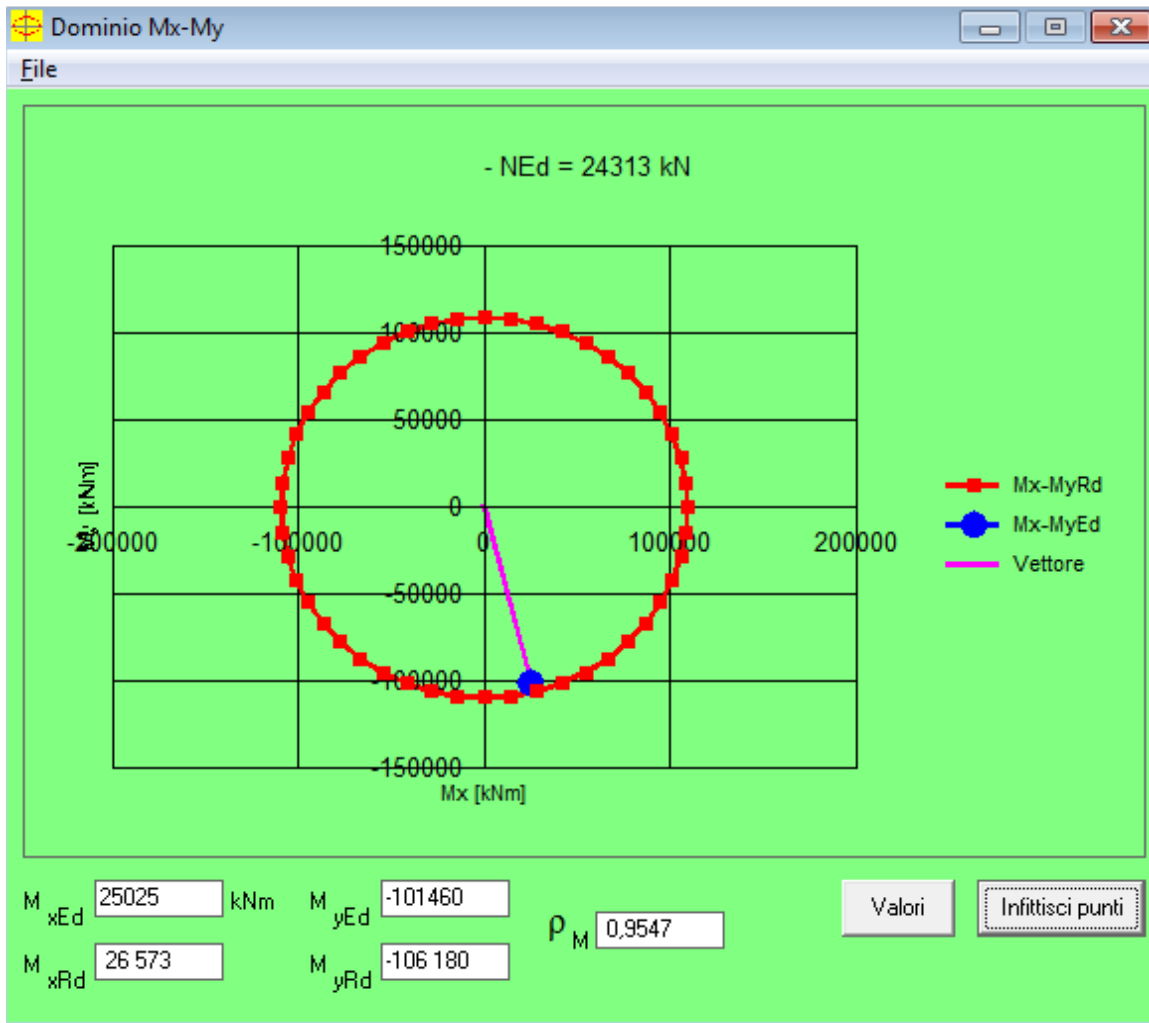 Dominio Mx-My
File
- NEd = 24313 kN
150000
100000
50000
0
-200000 -100000 0 100000 200000
-50000
-100000
-150000
[kNm]
Mx [kNm]
Mx-MyRd
Mx-MyEd
Vettore
M xEd 25025 kNm M yEd -101460
ρ M 0,9547
M xRd 26 573 M yRd -106 180
Valori Infittisci punti